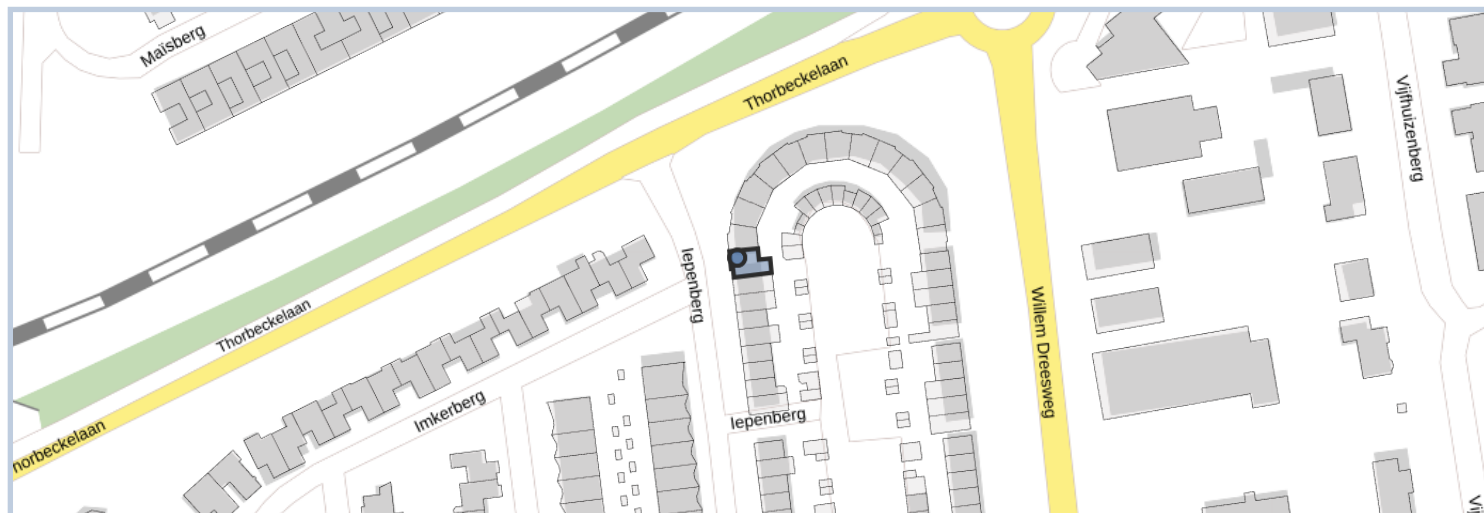 Maïsberg
Thorbeckelaan
Vijfhuizenberg
Iepenberg
Thorbeckelaan
Willem Dreesweg
Imkerberg
Iepenberg
horbeckelaan